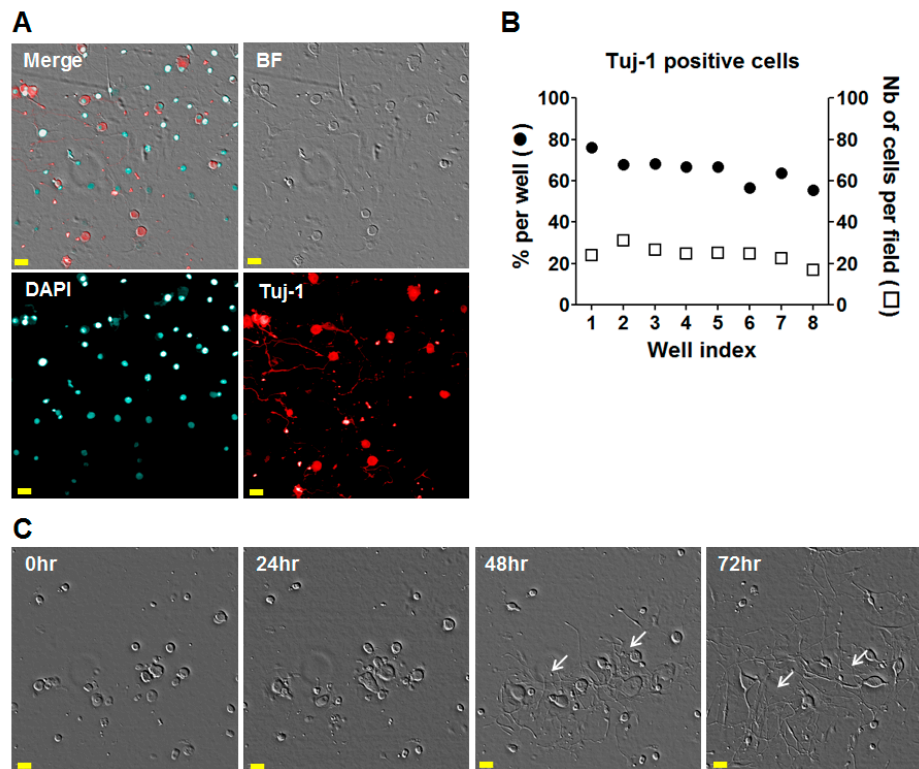 A
Merge
BF
DAPI
Tuj-1
B
Tuj-1 positive cells
100
80
60
40
20
0
% per well (●)
100
80
60
40
20
0
Nb of cells per field (□)
1 2 3 4 5 6 7 8
Well index
C
0hr
24hr
48hr
72hr